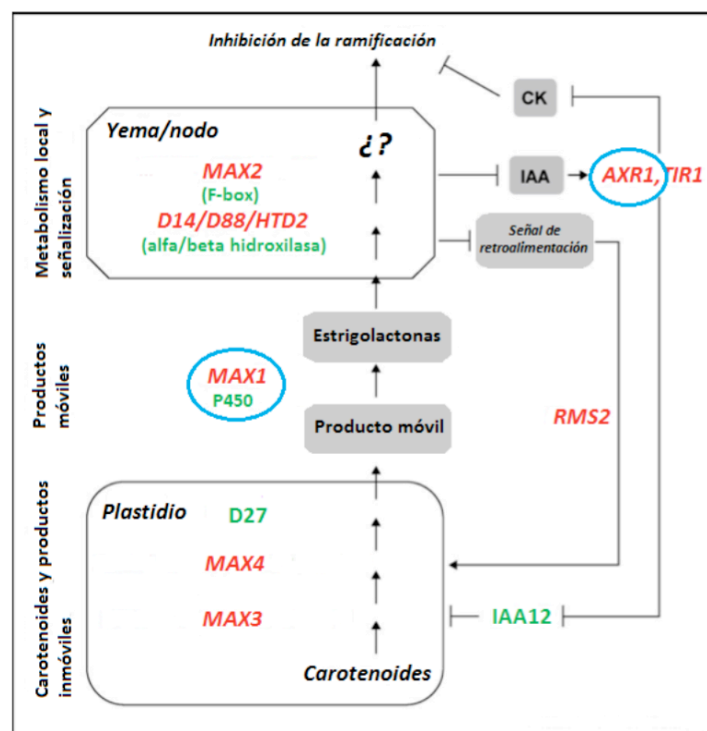 Inhibición de la ramificación
CK
Yema/nodo
¿?
MAX2
(F-box)
D14/D88/HTD2
(alfa/beta hidroxilasa)
IAA
AXR1,TIR1
Señal de
retroalimentación
Metabolismo local y
señalización
Estrigolactonas
MAX1
P450
Producto móvil
RMS2
Productos
móviles
Plastidio
D27
MAX4
MAX3
IAA12
Carotenoides
Carotenoides y productos
inmóviles